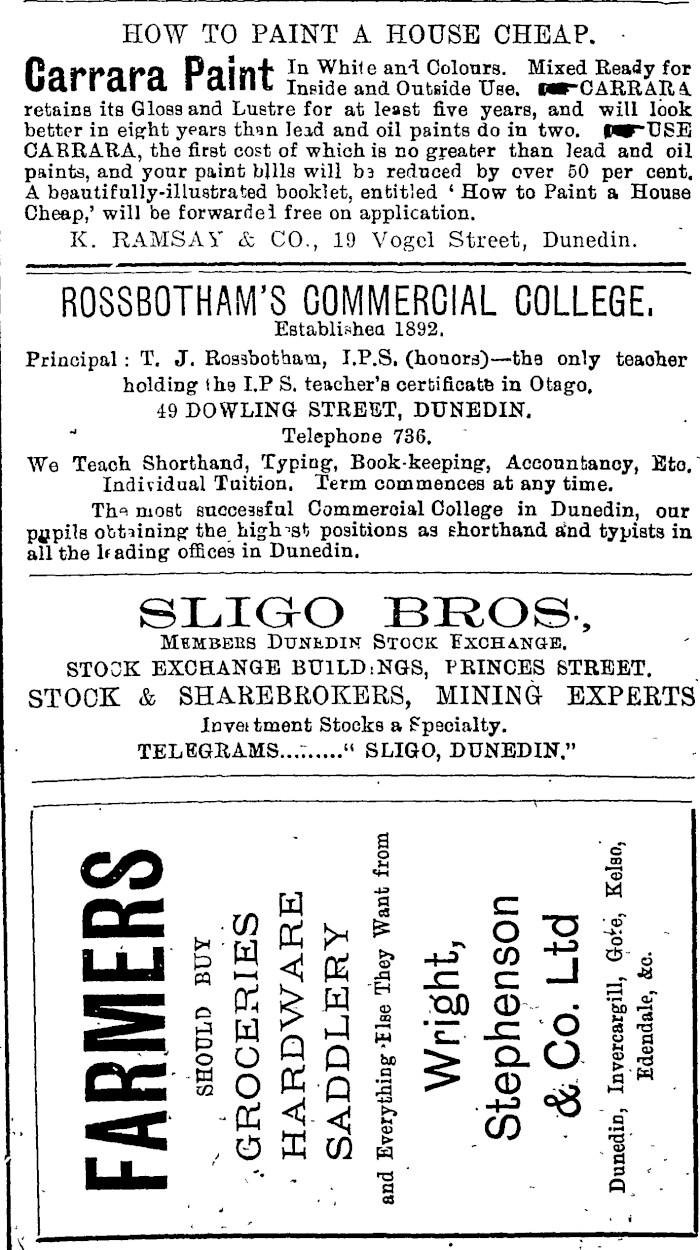 HOW TO PAINT A HOUSE CHEAP.
Carrara Paint In White and Colours. Mixed Ready for
Inside and Outside Use. ☛CARRARA
retains its Gloss and Lustre for at least five years, and will look
better in eight years than lead and oil paints do in two. ☛USE
CARRARA, the first cost of which is no greater than lead and oil
paints, and your paint bills will be reduced by over 50 per cent.
A beautifully-illustrated booklet, entitled ‘ How to Paint a House
Cheap,’ will be forwarded free on application.
K. RAMSAY & CO., 19 Vogel Street, Dunedin.
ROSSBOTHAM'S COMMERCIAL COLLEGE.
Established 1892.
Principal : T. J. Rossbotham, I.P.S. (honors)—the only teacher
holding the I.P S. teacher's certificate in Otago.
49 DOWLING STREET, DUNEDIN.
Telephone 736.
We Teach Shorthand, Typing, Book-keeping, Accountancy, Etc.
Individual Tuition. Term commences at any time.
The most successful Commercial College in Dunedin, our
pupils obtaining the highest positions as shorthand and typists in
all the leading offices in Dunedin.
SLIGO BROS.,
MEMBERS DUNEDIN STOCK EXCHANGE.
STOCK EXCHANGE BUILDINGS, PRINCES STREET.
STOCK & SHAREBROKERS, MINING EXPERTS
Investment Stocks a Specialty.
TELEGRAMS.........“ SLIGO, DUNEDIN.”
FARMERS
SHOULD BUY
GROCERIES
HARDWARE
SADDLERY
and Everything Else They Want from
Wright,
Stephenson
& Co. Ltd
Dunedin, Invercargill, Gore, Kelso,
Edendale, &c.